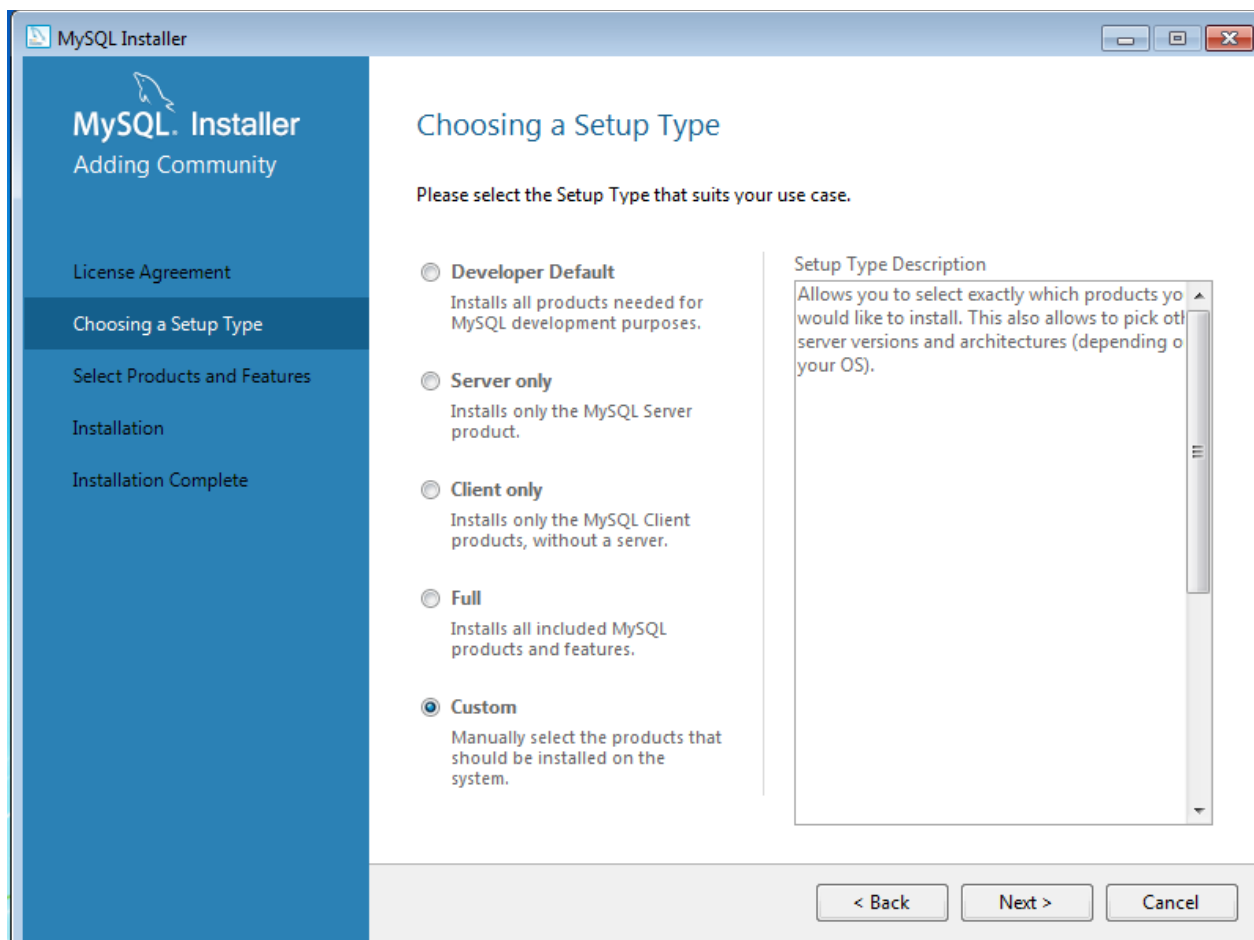 MySQL Installer
MySQL. Installer
Adding Community
License Agreement
Choosing a Setup Type
Select Products and Features
Installation
Installation Complete
Choosing a Setup Type
Please select the Setup Type that suits your use case.
Developer Default
Installs all products needed for
MySQL development purposes.
Server only
Installs only the MySQL Server
product.
Client only
Installs only the MySQL Client
products, without a server.
Full
Installs all included MySQL
products and features.
Custom
Manually select the products that
should be installed on the
system.
Setup Type Description
Allows you to select exactly which products yo
would like to install. This also allows to pick oth
server versions and architectures (depending o
your OS).
< Back
Next >
Cancel